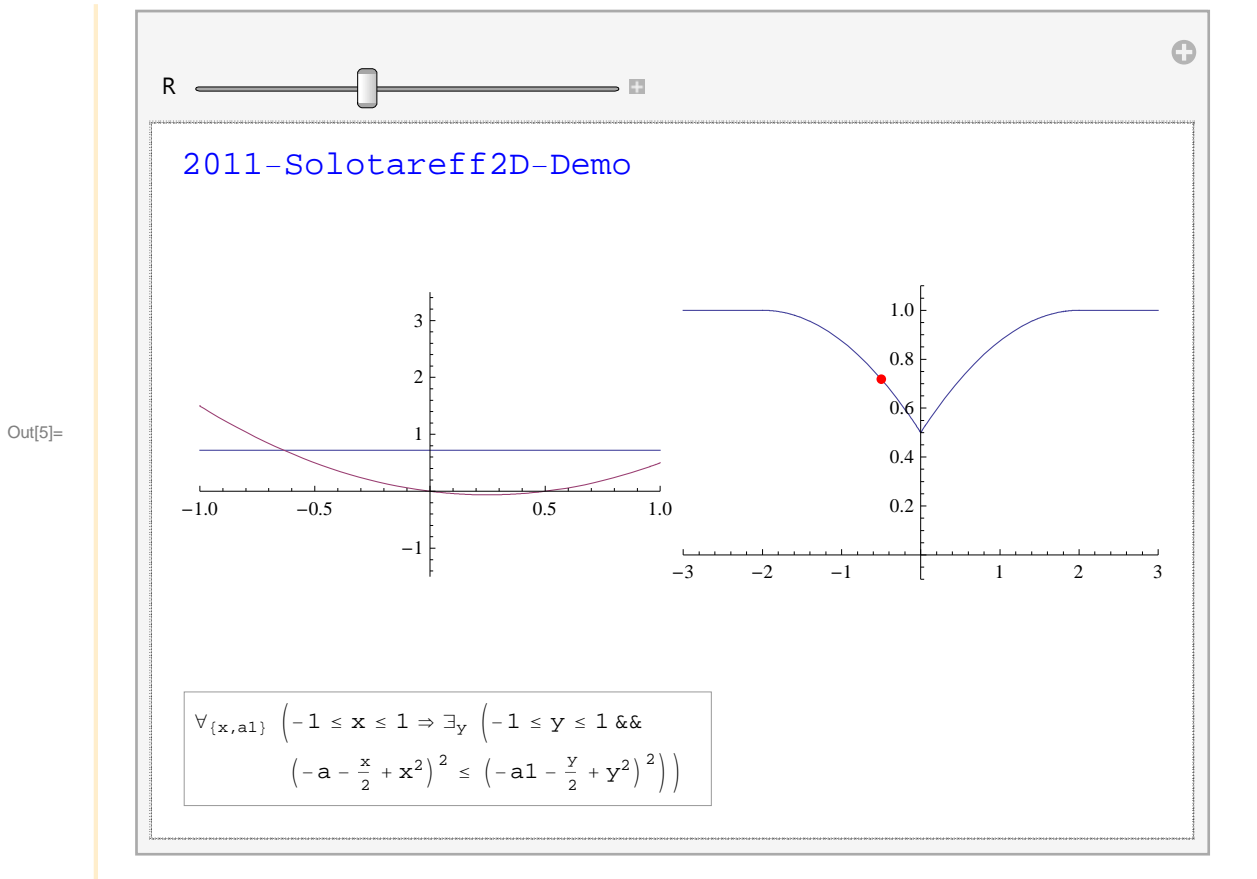 R
2011-Solotareff2D-Demo
Out[5]=
3
2
1
−1
−1.0 −0.5 0.5 1.0
1.0
0.8
0.6
0.4
0.2
−3 −2 −1 1 2 3
∀{x,a1} (−1 ≤ x ≤ 1 ⇒ ∃y (−1 ≤ y ≤ 1 &&
(−a − x/2 + x²)² ≤ (−a1 − y/2 + y²)²))